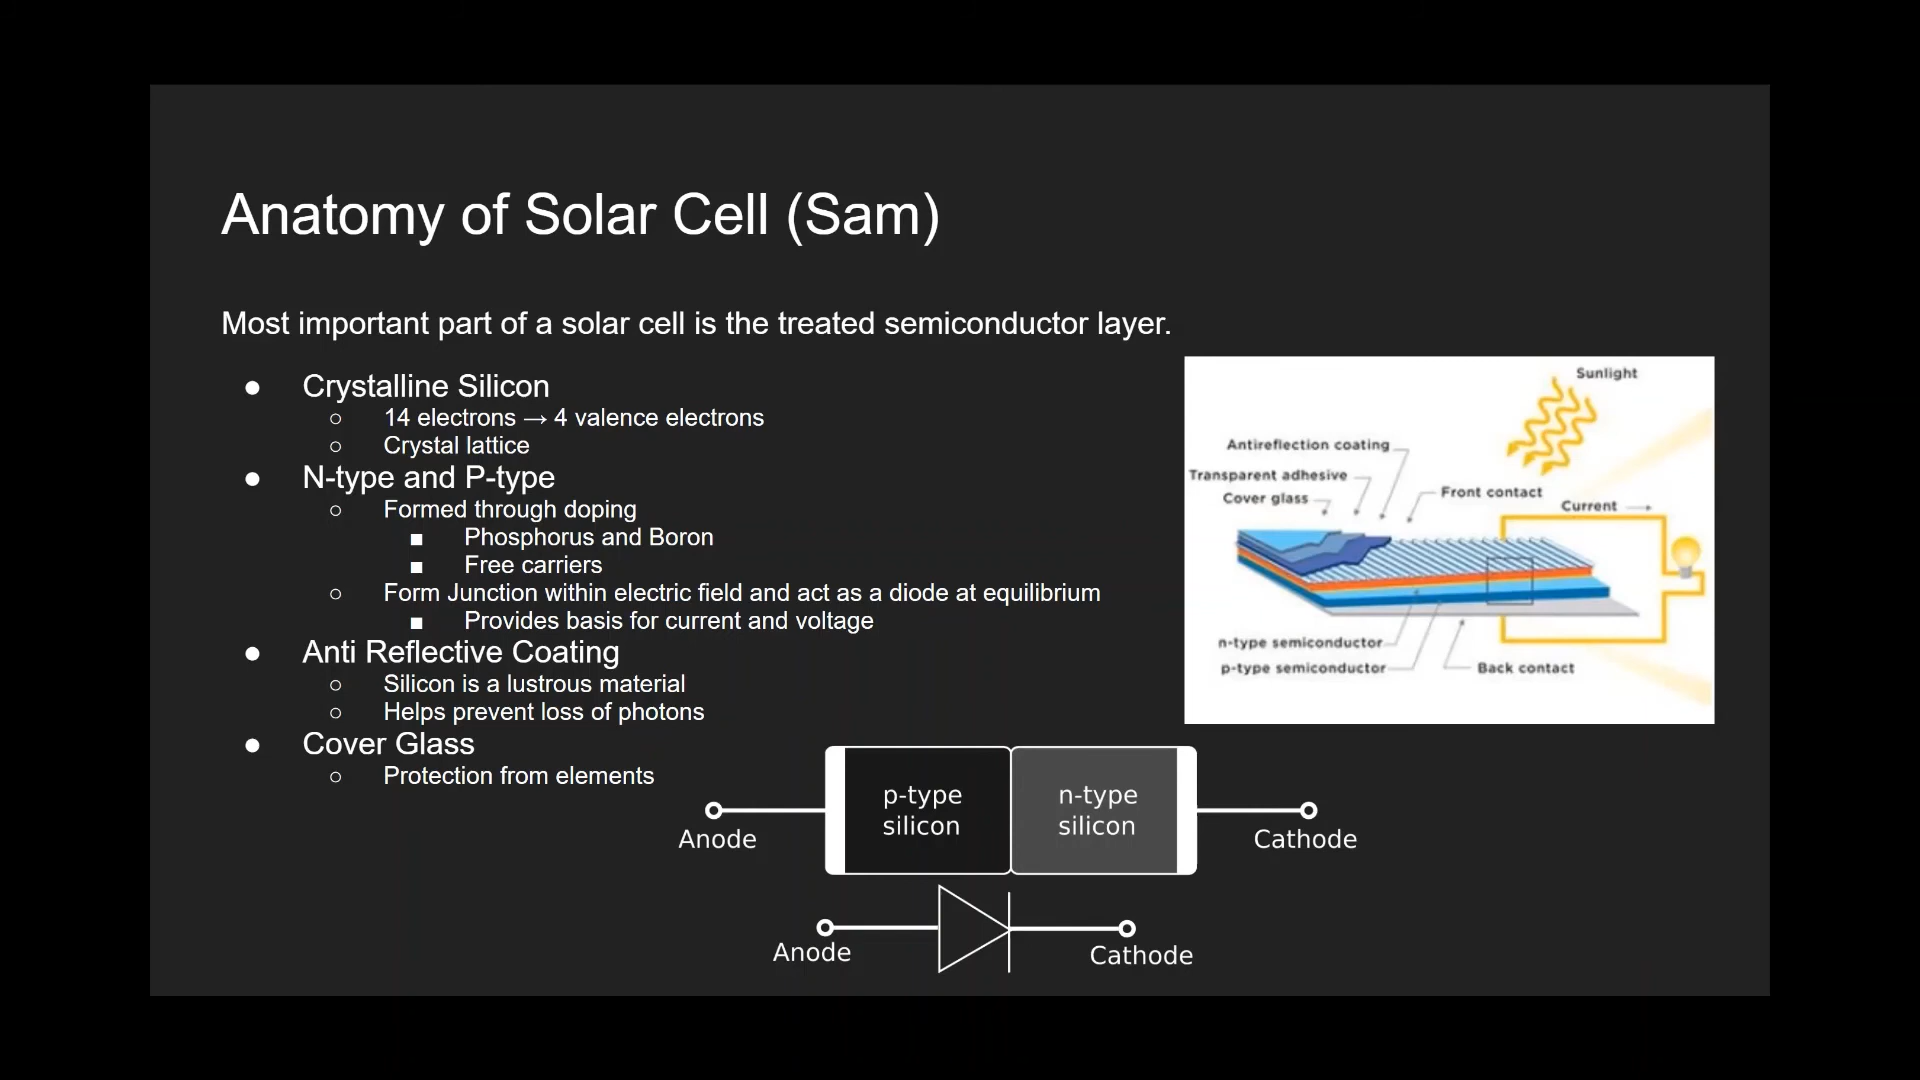 Anatomy of Solar Cell (Sam)
Most important part of a solar cell is the treated semiconductor layer.
● Crystalline Silicon
○ 14 electrons → 4 valence electrons
○ Crystal lattice
● N-type and P-type
○ Formed through doping
■ Phosphorus and Boron
■ Free carriers
○ Form Junction within electric field and act as a diode at equilibrium
■ Provides basis for current and voltage
● Anti Reflective Coating
○ Silicon is a lustrous material
○ Helps prevent loss of photons
● Cover Glass
○ Protection from elements
Sunlight
Antireflection coating
Transparent adhesive
Cover glass
Front contact
Current
n-type semiconductor
p-type semiconductor
Back contact
p-type
silicon
n-type
silicon
Anode
Cathode
Anode
Cathode